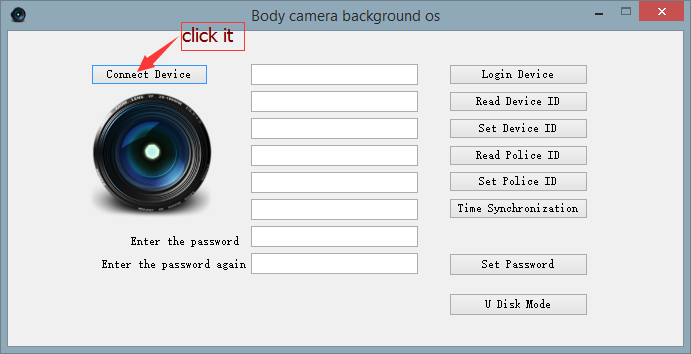 Body camera background os
click it
Connect Device
Login Device
Read Device ID
Set Device ID
Read Police ID
Set Police ID
Time Synchronization
Enter the password
Enter the password again
Set Password
U Disk Mode